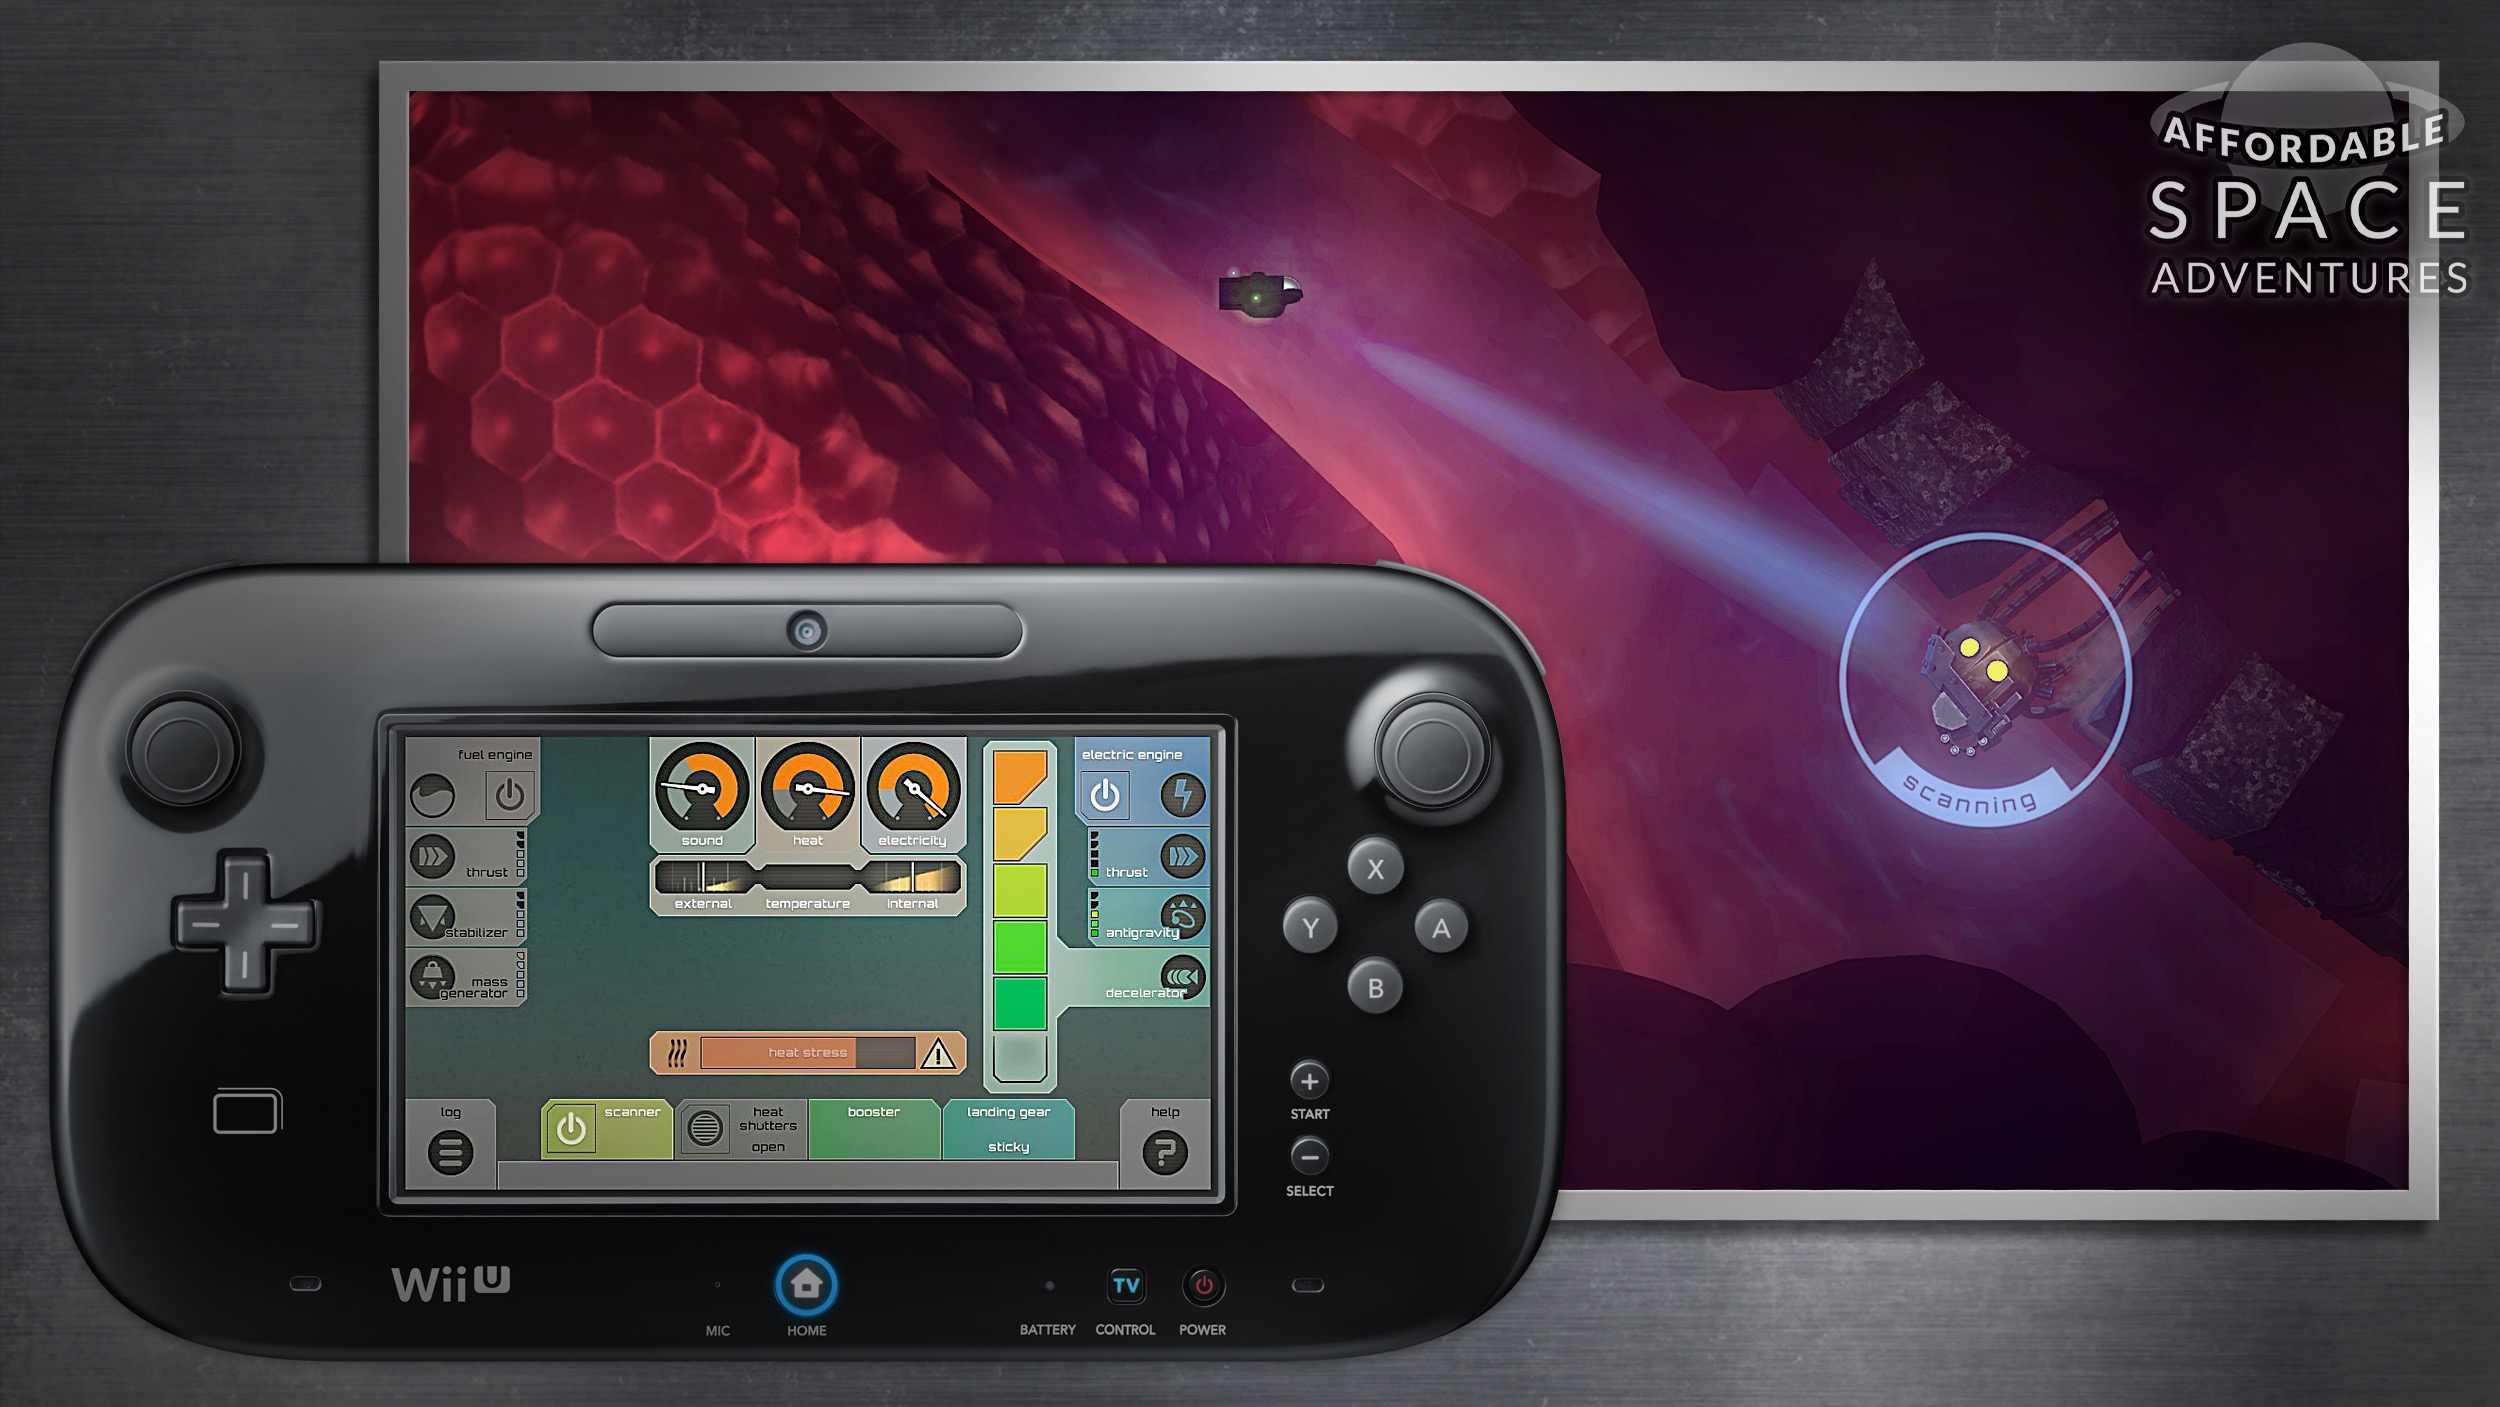 AFFORDABLE
SPACE
ADVENTURES
scanning
fuel engine
thrust
stabilizer
mass
generator
sound
heat
electricity
external
temperature
internal
electric engine
thrust
antigravity
decelerator
heat stress
log
scanner
heat
shutters
open
booster
landing gear
sticky
help
X
Y
A
B
START
SELECT
Wii U
MIC
HOME
BATTERY
TV
CONTROL
POWER